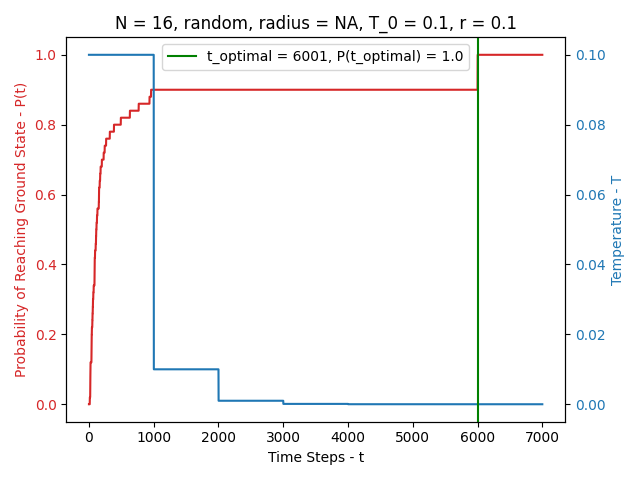 N = 16, random, radius = NA, T_0 = 0.1, r = 0.1
t_optimal = 6001, P(t_optimal) = 1.0
Probability of Reaching Ground State - P(t)
1.0
0.8
0.6
0.4
0.2
0.0
0.10
0.08
0.06
0.04
0.02
0.00
Temperature - T
0 1000 2000 3000 4000 5000 6000 7000
Time Steps - t